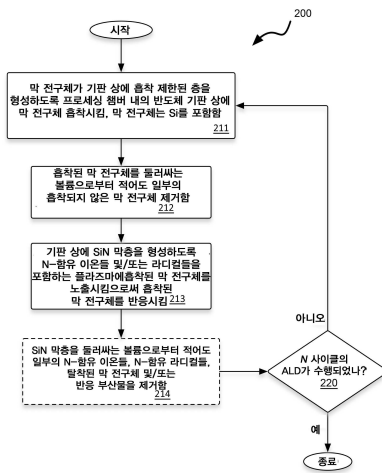 200
시작
막 전구체가 기판 상에 흡착 제한된 층을
형성하도록 프로세싱 챔버 내의 반도체 기판 상에
막 전구체 흡착시킴, 막 전구체는 Si를 포함함
211
흡착된 막 전구체를 둘러싸는
볼륨으로부터 적어도 일부의
흡착되지 않은 막 전구체 제거함
212
기판 상에 SiN 막층을 형성하도록
N-함유 이온들 및/또는 라디컬들을
포함하는 플라즈마에흡착된 막 전구체를
노출시킴으로써 흡착된
막 전구체를 반응시킴 213
SiN 막층을 둘러싸는 볼륨으로부터 적어도
일부의 N-함유 이온들, N-함유 라디컬들,
탈착된 막 전구체 및/또는
반응 부산물을 제거함
214
아니오
N 사이클의
ALD가 수행되었나?
220
예
종료